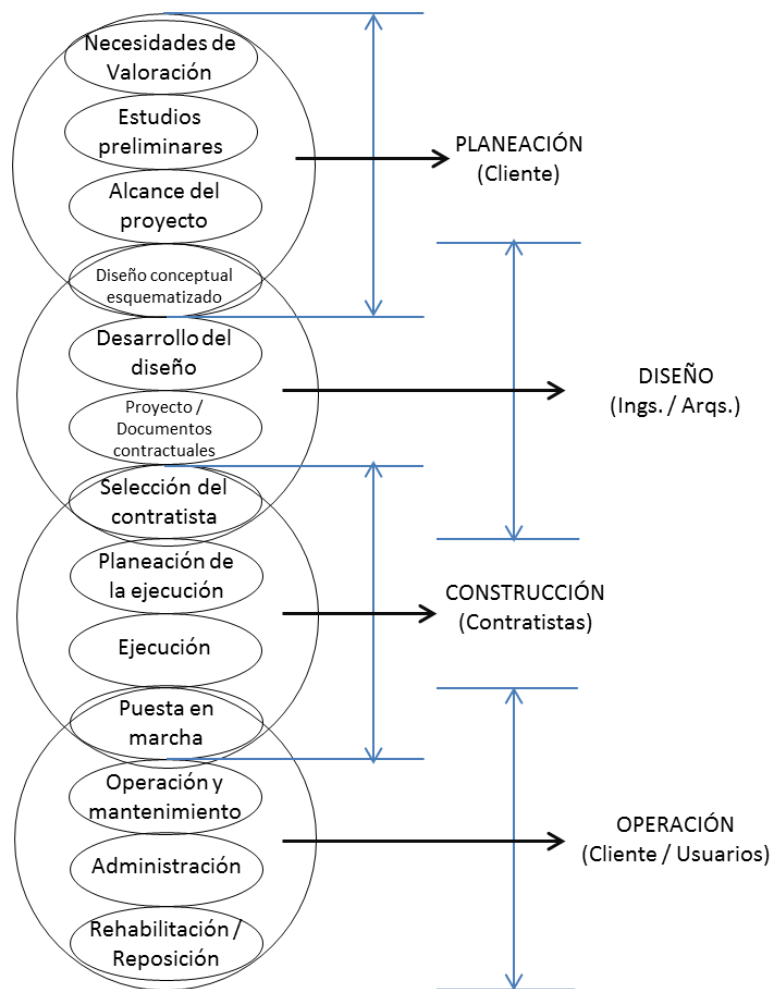 Necesidades de
Valoración
Estudios
preliminares
Alcance del
proyecto
Diseño conceptual
esquematizado
Desarrollo del
diseño
Proyecto /
Documentos
contractuales
Selección del
contratista
Planeación de
la ejecución
Ejecución
Puesta en
marcha
Operación y
mantenimiento
Administración
Rehabilitación /
Reposición
PLANEACIÓN
(Cliente)
DISEÑO
(Ings. / Arqs.)
CONSTRUCCIÓN
(Contratistas)
OPERACIÓN
(Cliente / Usuarios)